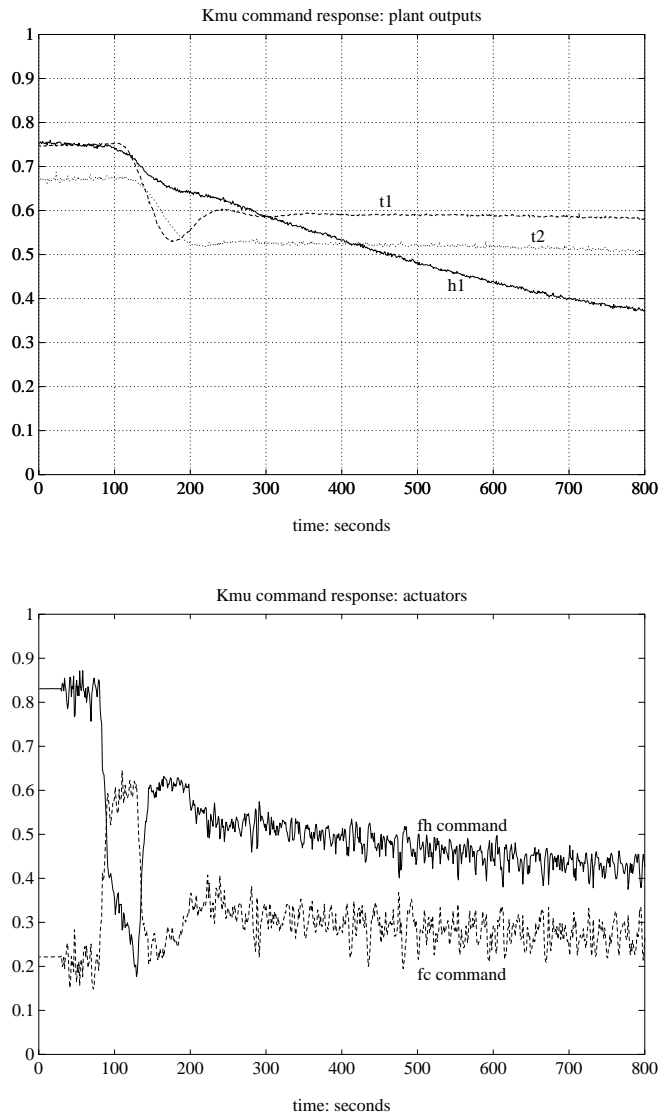 Kmu command response: plant outputs
1
0.9
0.8
0.7
0.6
0.5
0.4
0.3
0.2
0.1
0
t1
t2
h1
0 100 200 300 400 500 600 700 800
time: seconds
Kmu command response: actuators
1
0.9
0.8
0.7
0.6
0.5
0.4
0.3
0.2
0.1
0
fh command
fc command
0 100 200 300 400 500 600 700 800
time: seconds